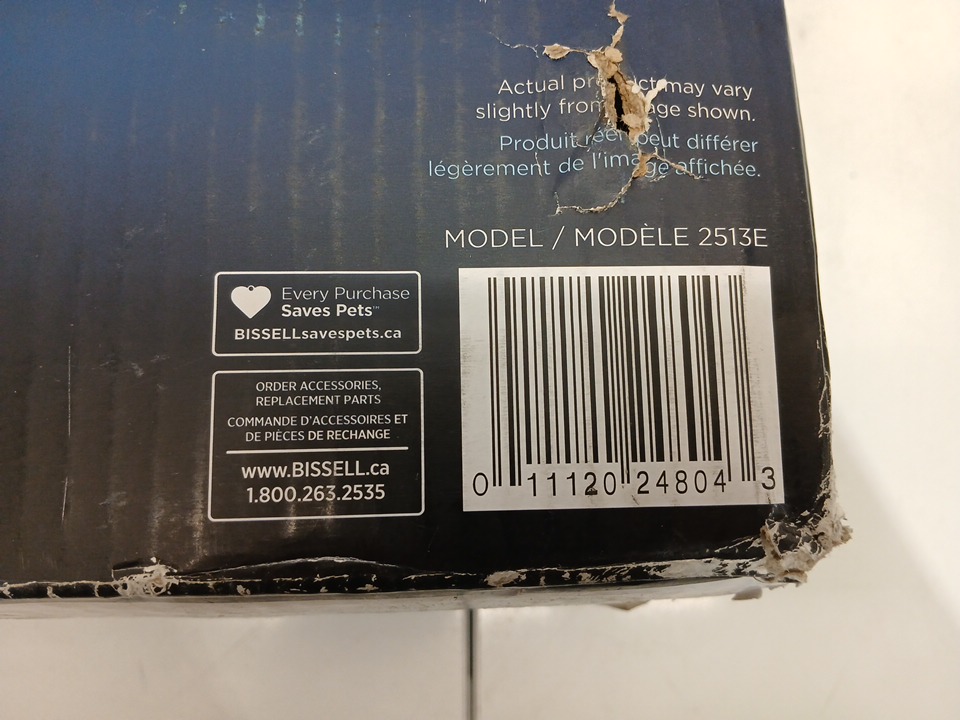 Actual may vary
slightly from shown.
Produit réel peut différer
légèrement de l'image affichée.
MODEL / MODÈLE 2513E
Every Purchase
Saves Pets™
BISSELLsavespets.ca
ORDER ACCESSORIES,
REPLACEMENT PARTS
COMMANDE D'ACCESSOIRES ET
DE PIÈCES DE RECHANGE
www.BISSELL.ca
1.800.263.2535
0 11120 24804 3